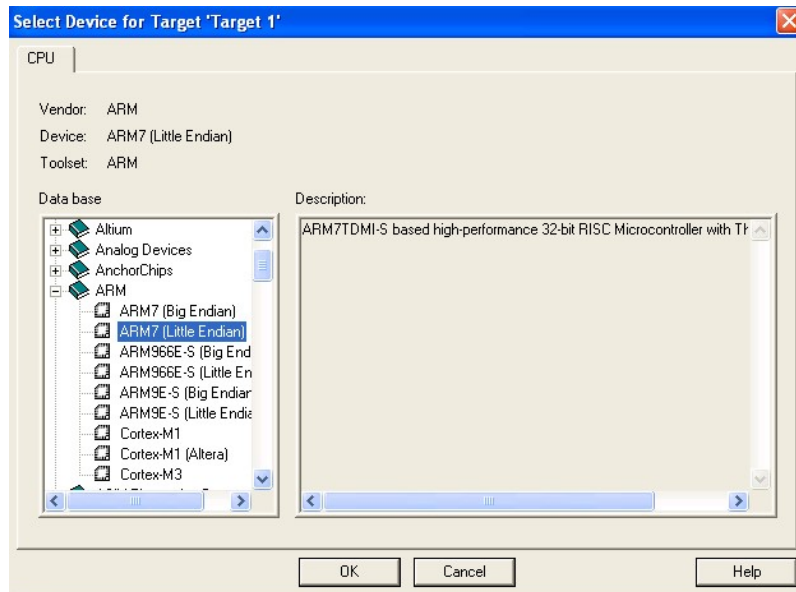 Select Device for Target 'Target 1'
CPU
Vendor: ARM
Device: ARM7 (Little Endian)
Toolset: ARM
Data base
Description:
Altium
Analog Devices
AnchorChips
ARM
ARM7 (Big Endian)
ARM7 (Little Endian)
ARM966E-S (Big End
ARM966E-S (Little En
ARM9E-S (Big Endian
ARM9E-S (Little Endia
Cortex-M1
Cortex-M1 (Altera)
Cortex-M3
ARM7TDMI-S based high-performance 32-bit RISC Microcontroller with Th
OK
Cancel
Help